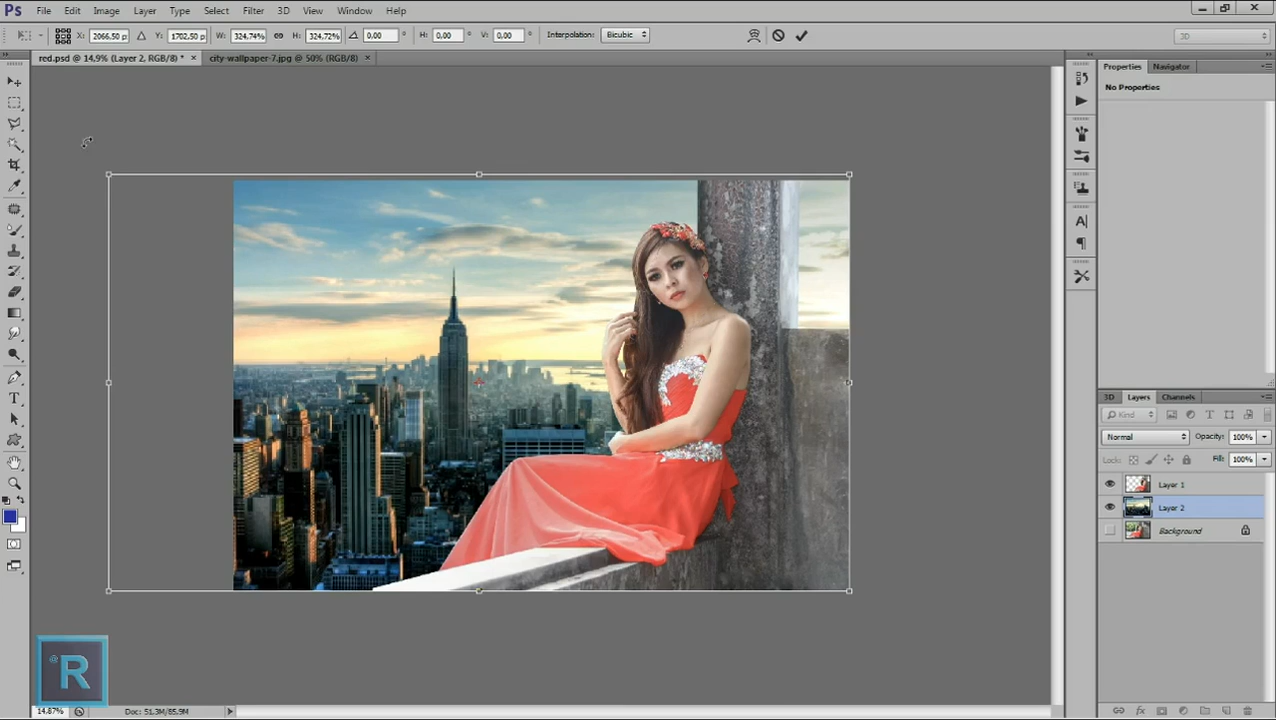 Ps File Edit Image Layer Type Select Filter 3D View Window Help
X: 2066.50 p Y: 1702.50 p W: 324.74% H: 324.72% 0.00 ° H: 0.00 ° V: 0.00 ° Interpolation: Bicubic 3D
red.psd @ 14,9% (Layer 2, RGB/8) * × city-wallpaper-7.jpg @ 50% (RGB/8) ×
Properties Navigator
No Properties
3D Layers Channels
Kind
Normal Opacity: 100%
Lock: Fill: 100%
Layer 1
Layer 2
Background
@R
14.87% Doc: 51.3M/85.9M